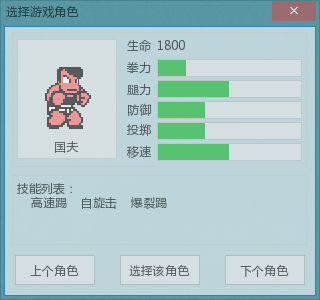 选择游戏角色
生命 1800
拳力
腿力
防御
投掷
移速
国夫
技能列表：
高速踢 自旋击 爆裂踢
上个角色 选择该角色 下个角色